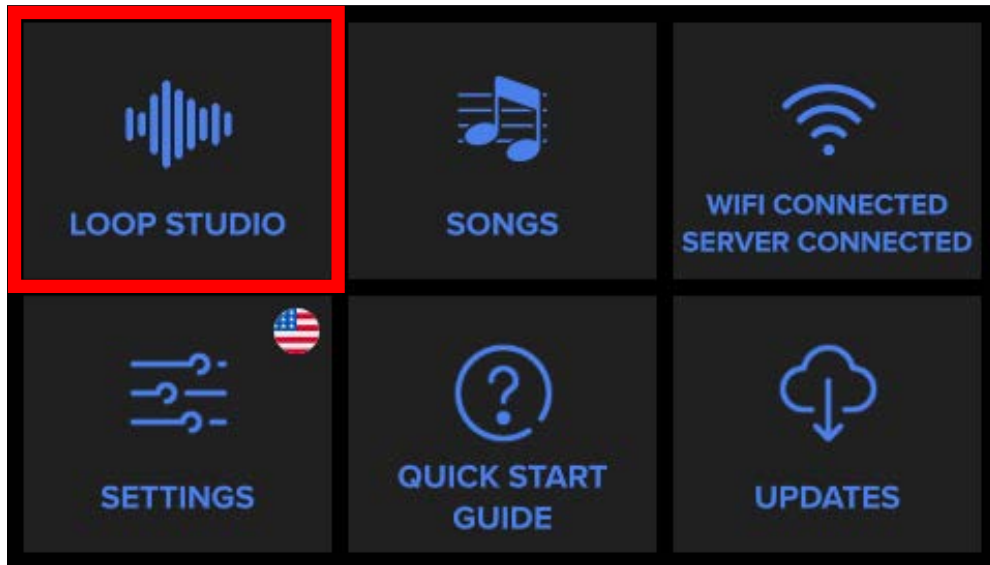 LOOP STUDIO
SONGS
WIFI CONNECTED
SERVER CONNECTED
SETTINGS
QUICK START
GUIDE
UPDATES